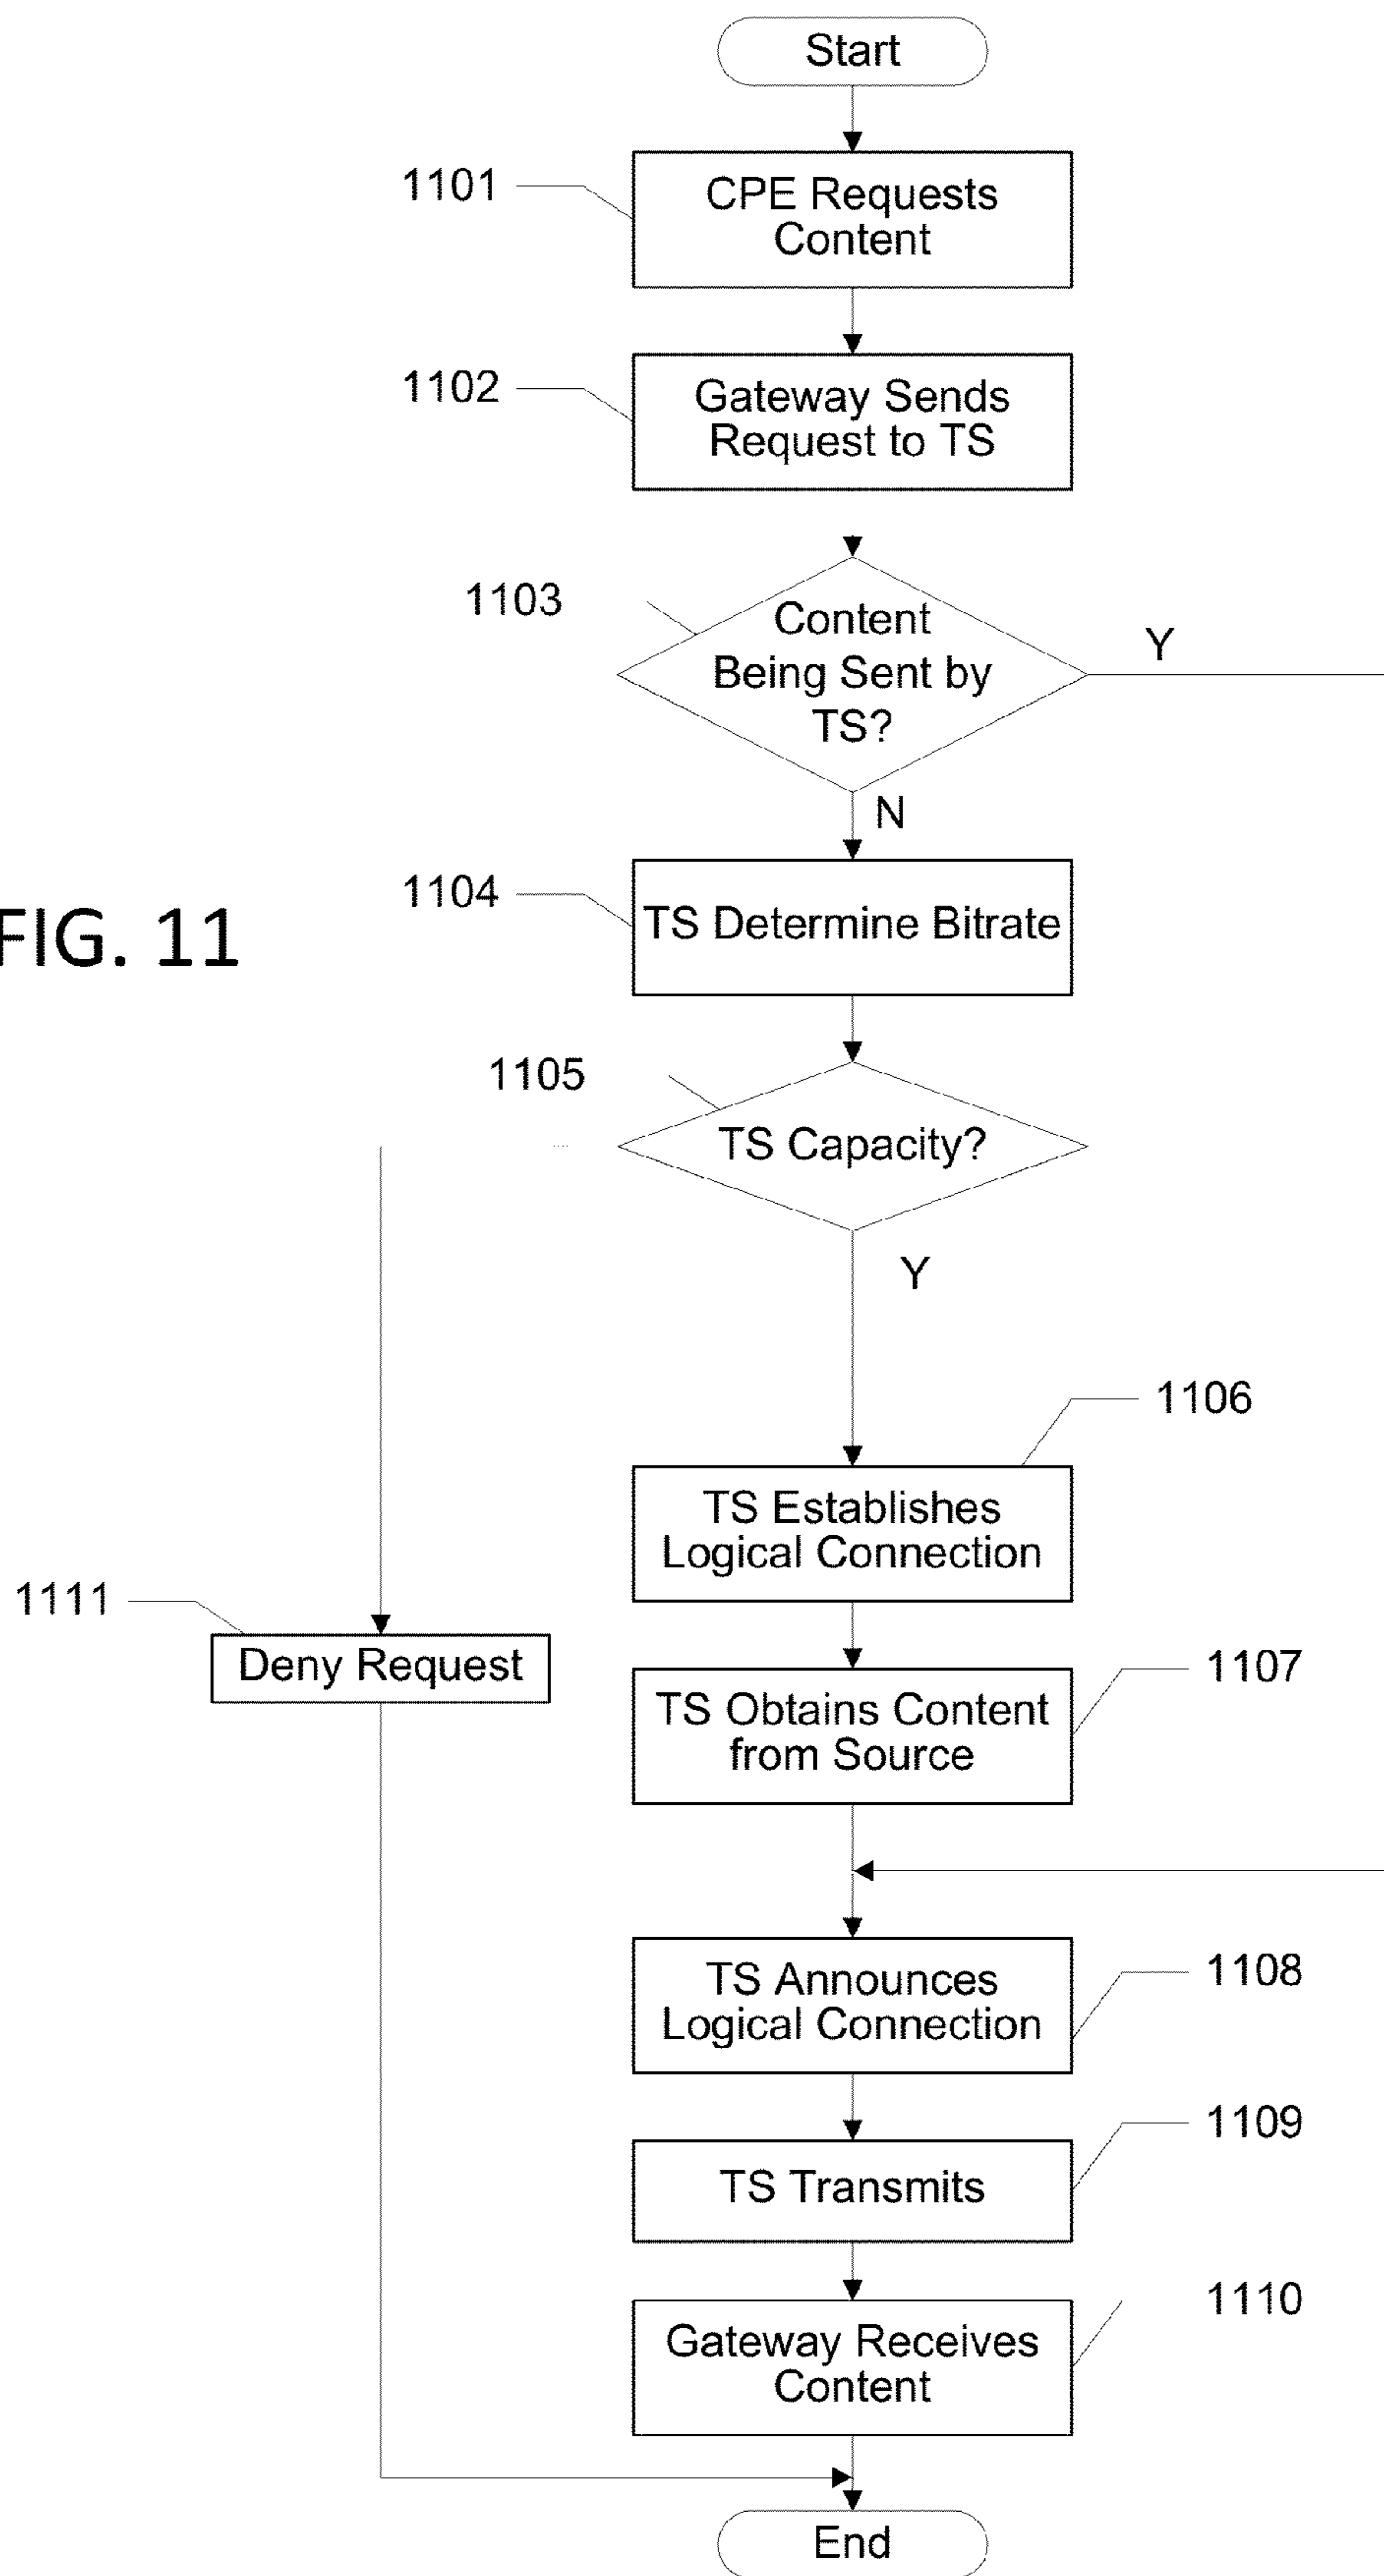 Start
1101
CPE Requests
Content
1102
Gateway Sends
Request to TS
1103
Content
Being Sent by
TS?
Y
N
1104
TS Determine Bitrate
FIG. 11
1105
TS Capacity?
Y
1106
TS Establishes
Logical Connection
1111
Deny Request
1107
TS Obtains Content
from Source
1108
TS Announces
Logical Connection
1109
TS Transmits
1110
Gateway Receives
Content
End